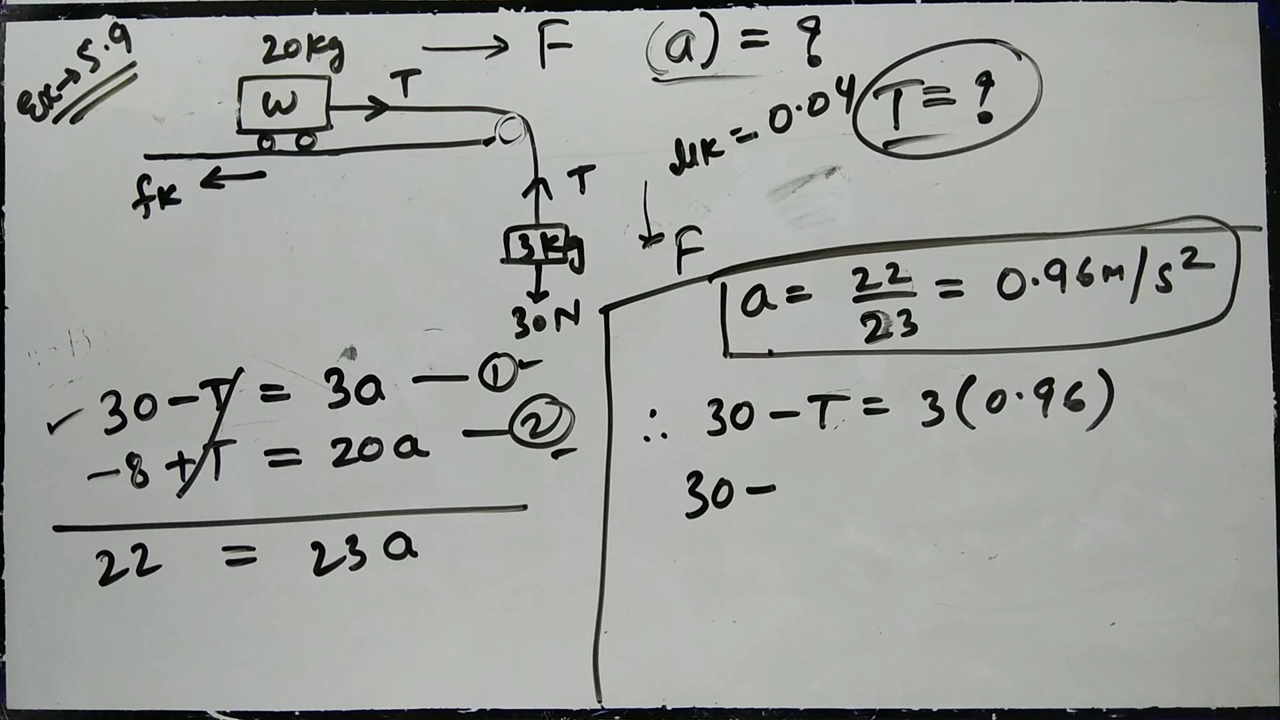 Ex→5.9
20kg → F
(a) = ?
W
T
μK = 0.04
T = ?
fK ←
T
3kg
F
30N
a = 22/23 = 0.96m/s²
30 - T = 3a — ①
-8 + T = 20a — ②
22 = 23a
∴ 30 - T = 3(0.96)
30 -